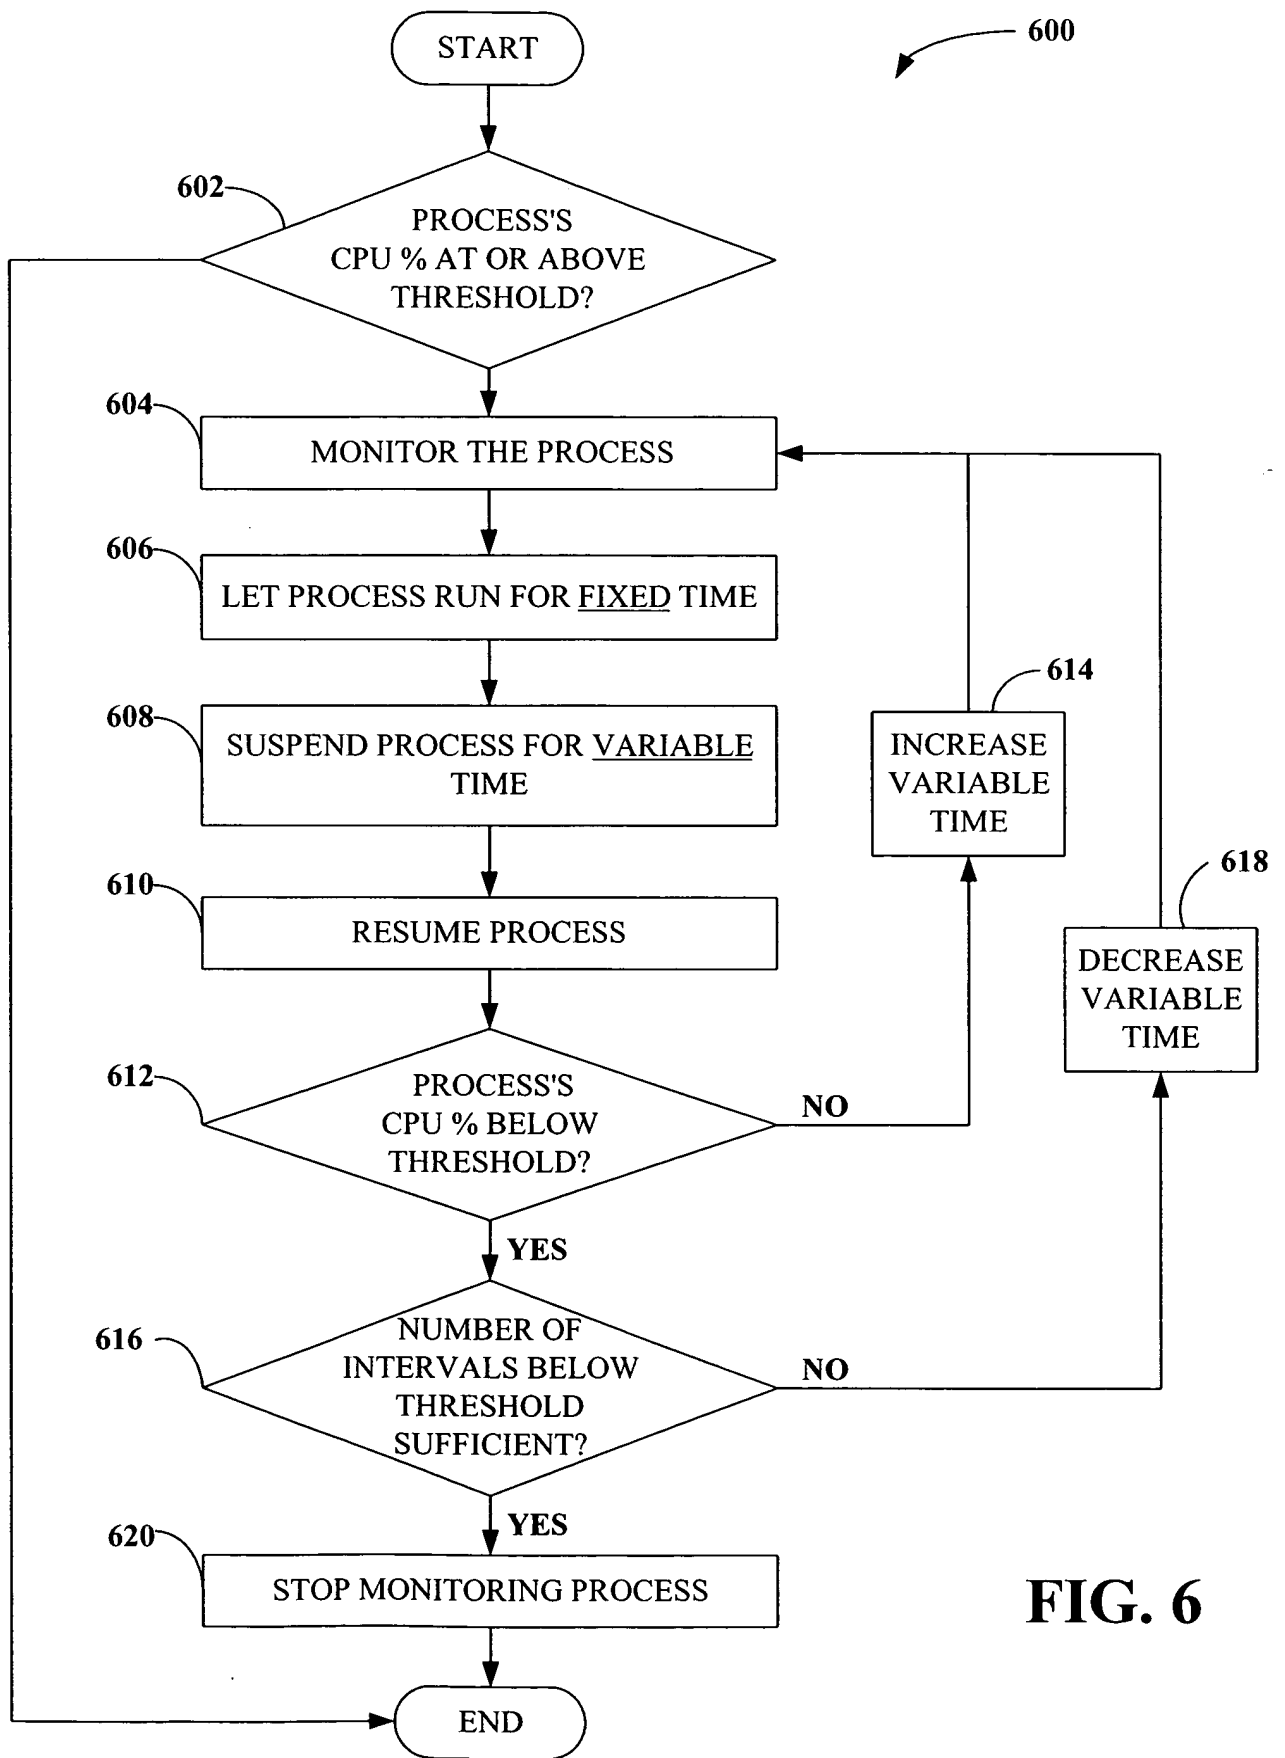 START
600
602
PROCESS'S
CPU % AT OR ABOVE
THRESHOLD?
604
MONITOR THE PROCESS
606
LET PROCESS RUN FOR FIXED TIME
608
SUSPEND PROCESS FOR VARIABLE
TIME
614
INCREASE
VARIABLE
TIME
610
RESUME PROCESS
618
DECREASE
VARIABLE
TIME
612
PROCESS'S
CPU % BELOW
THRESHOLD?
NO
YES
616
NUMBER OF
INTERVALS BELOW
THRESHOLD
SUFFICIENT?
NO
YES
620
STOP MONITORING PROCESS
END
FIG. 6